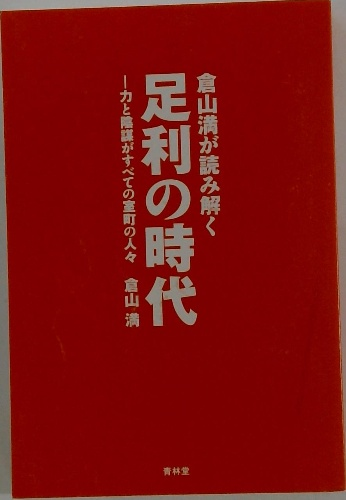 倉山満が読み解く
足利の時代
―力と陰謀がすべての室町の人々
倉山 満
青林堂